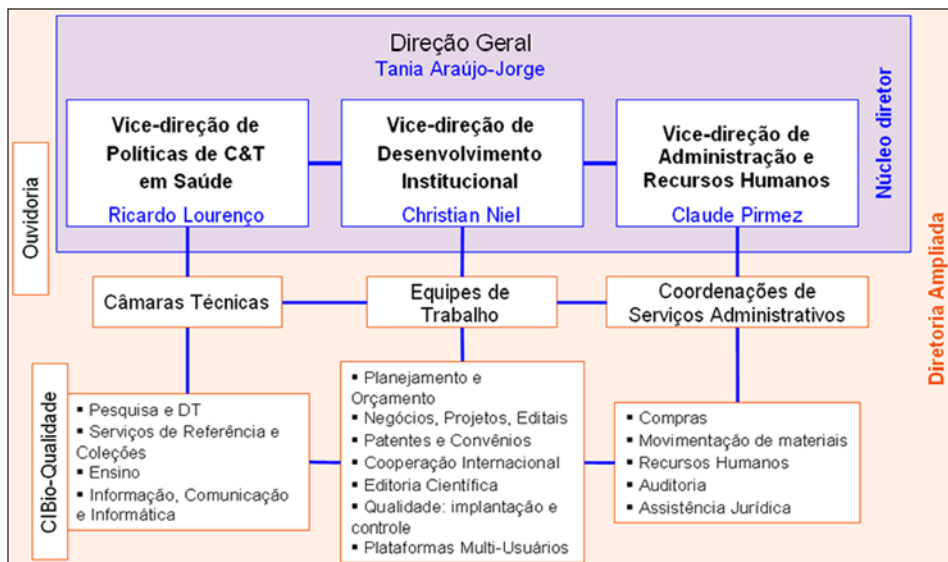 Direção Geral
Tania Araújo-Jorge
Núcleo diretor
Vice-direção de
Políticas de C&T
em Saúde
Ricardo Lourenço
Vice-direção de
Desenvolvimento
Institucional
Christian Niel
Vice-direção de
Administração e
Recursos Humanos
Claude Pirmez
Ouvidoria
Diretoria Ampliada
Câmaras Técnicas
Equipes de
Trabalho
Coordenações de
Serviços Administrativos
CIBio-Qualidade
▪ Pesquisa e DT
▪ Serviços de Referência e
Coleções
▪ Ensino
▪ Informação, Comunicação
e Informática
▪ Planejamento e
Orçamento
▪ Negócios, Projetos, Editais
▪ Patentes e Convênios
▪ Cooperação Internacional
▪ Editoria Científica
▪ Qualidade: implantação e
controle
▪ Plataformas Multi-Usuários
▪ Compras
▪ Movimentação de materiais
▪ Recursos Humanos
▪ Auditoria
▪ Assistência Jurídica